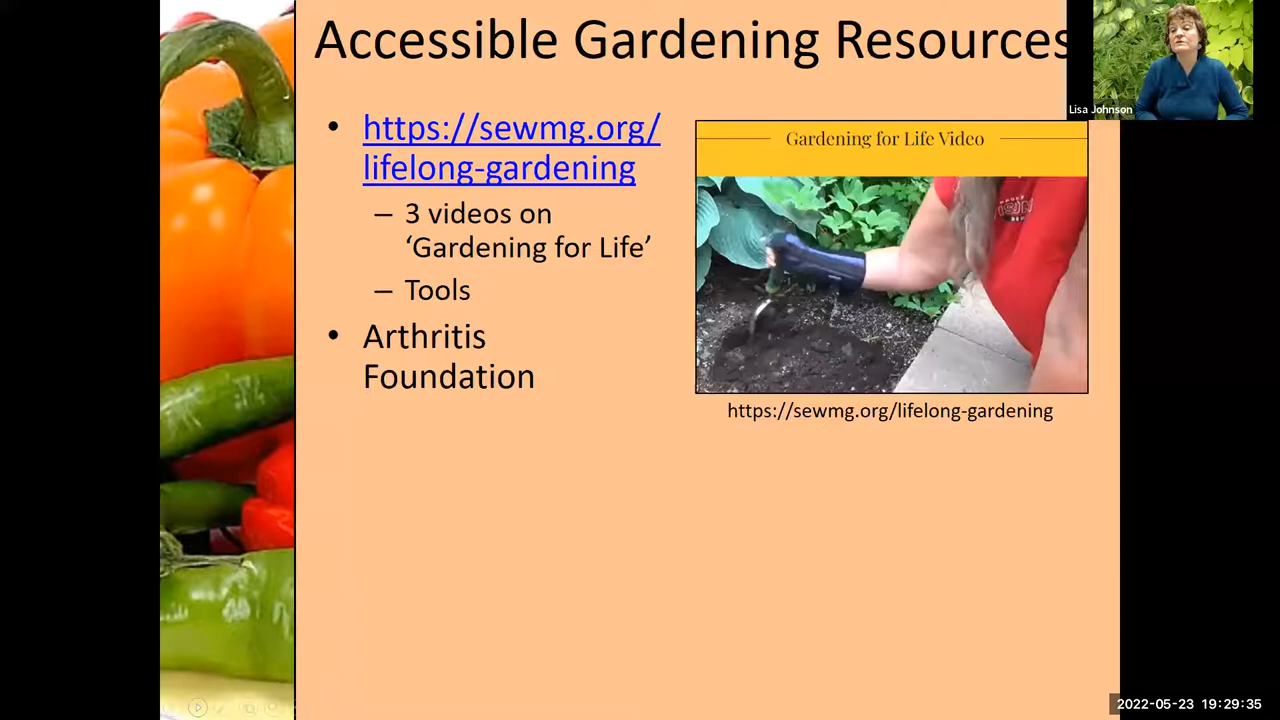 Accessible Gardening Resources
Lisa Johnson
• https://sewmg.org/
lifelong-gardening
– 3 videos on
‘Gardening for Life’
– Tools
• Arthritis
Foundation
Gardening for Life Video
https://sewmg.org/lifelong-gardening
2022-05-23 19:29:35